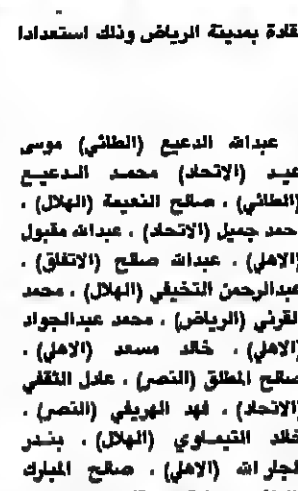 قادة بمدينة الرياض وذلك استعدادا
عبدالله الدعيع (الطائي) موسى
عيد (الاتحاد) محمد الدعيع
(الطائي) ، صالح النعيمة (الهلال) ،
حمد جميل (الاتحاد) ، عبدالله مقبول
(الاهلي) ، عبدالله صالح (الاتفاق) ،
عبدالرحمن التخيفي (الهلال) ، محمد
القرني (الرياض) ، محمد عبدالجواد
(الاهلي) ، خالد مسعد (الاهلي) ،
صالح المطلق (النصر) ، عادل الثقفي
(الاتحاد) ، فهد الهريفي (النصر) ،
خالد التيماوي (الهلال) ، بندر
الجارالله (الاهلي) ، صالح المبارك